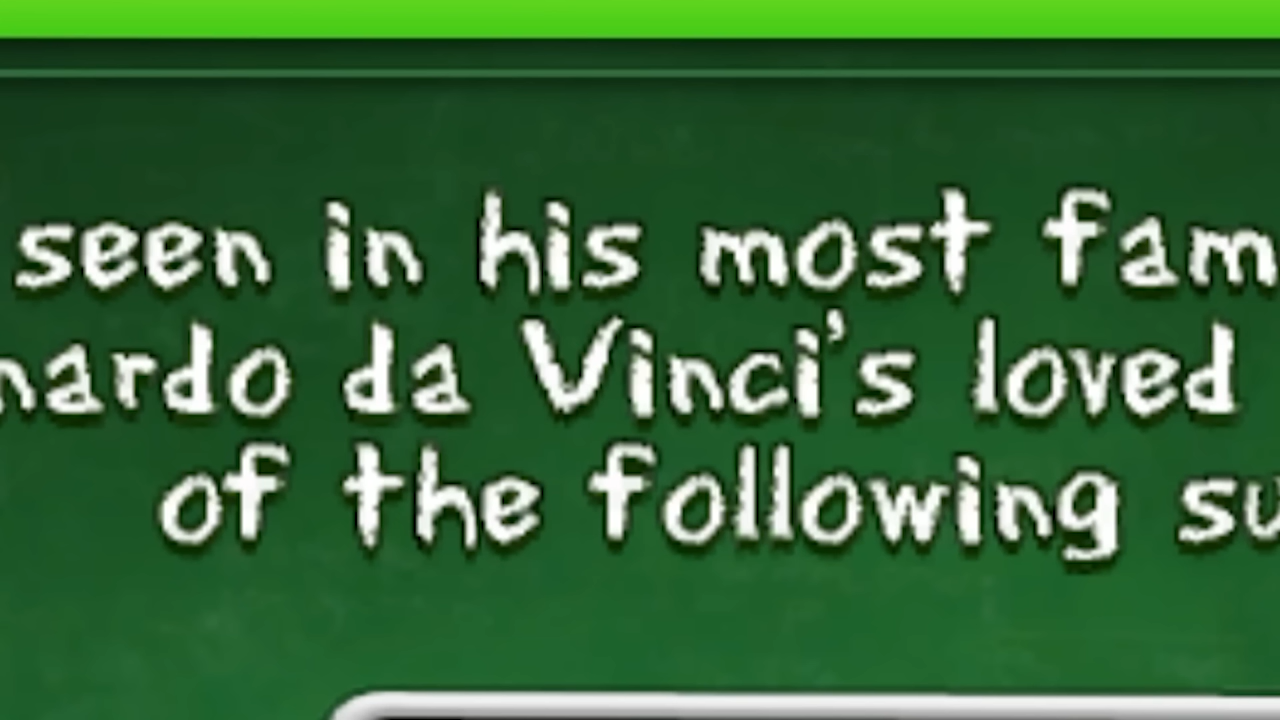 seen in his most fam
nardo da Vinci's loved
of the following su